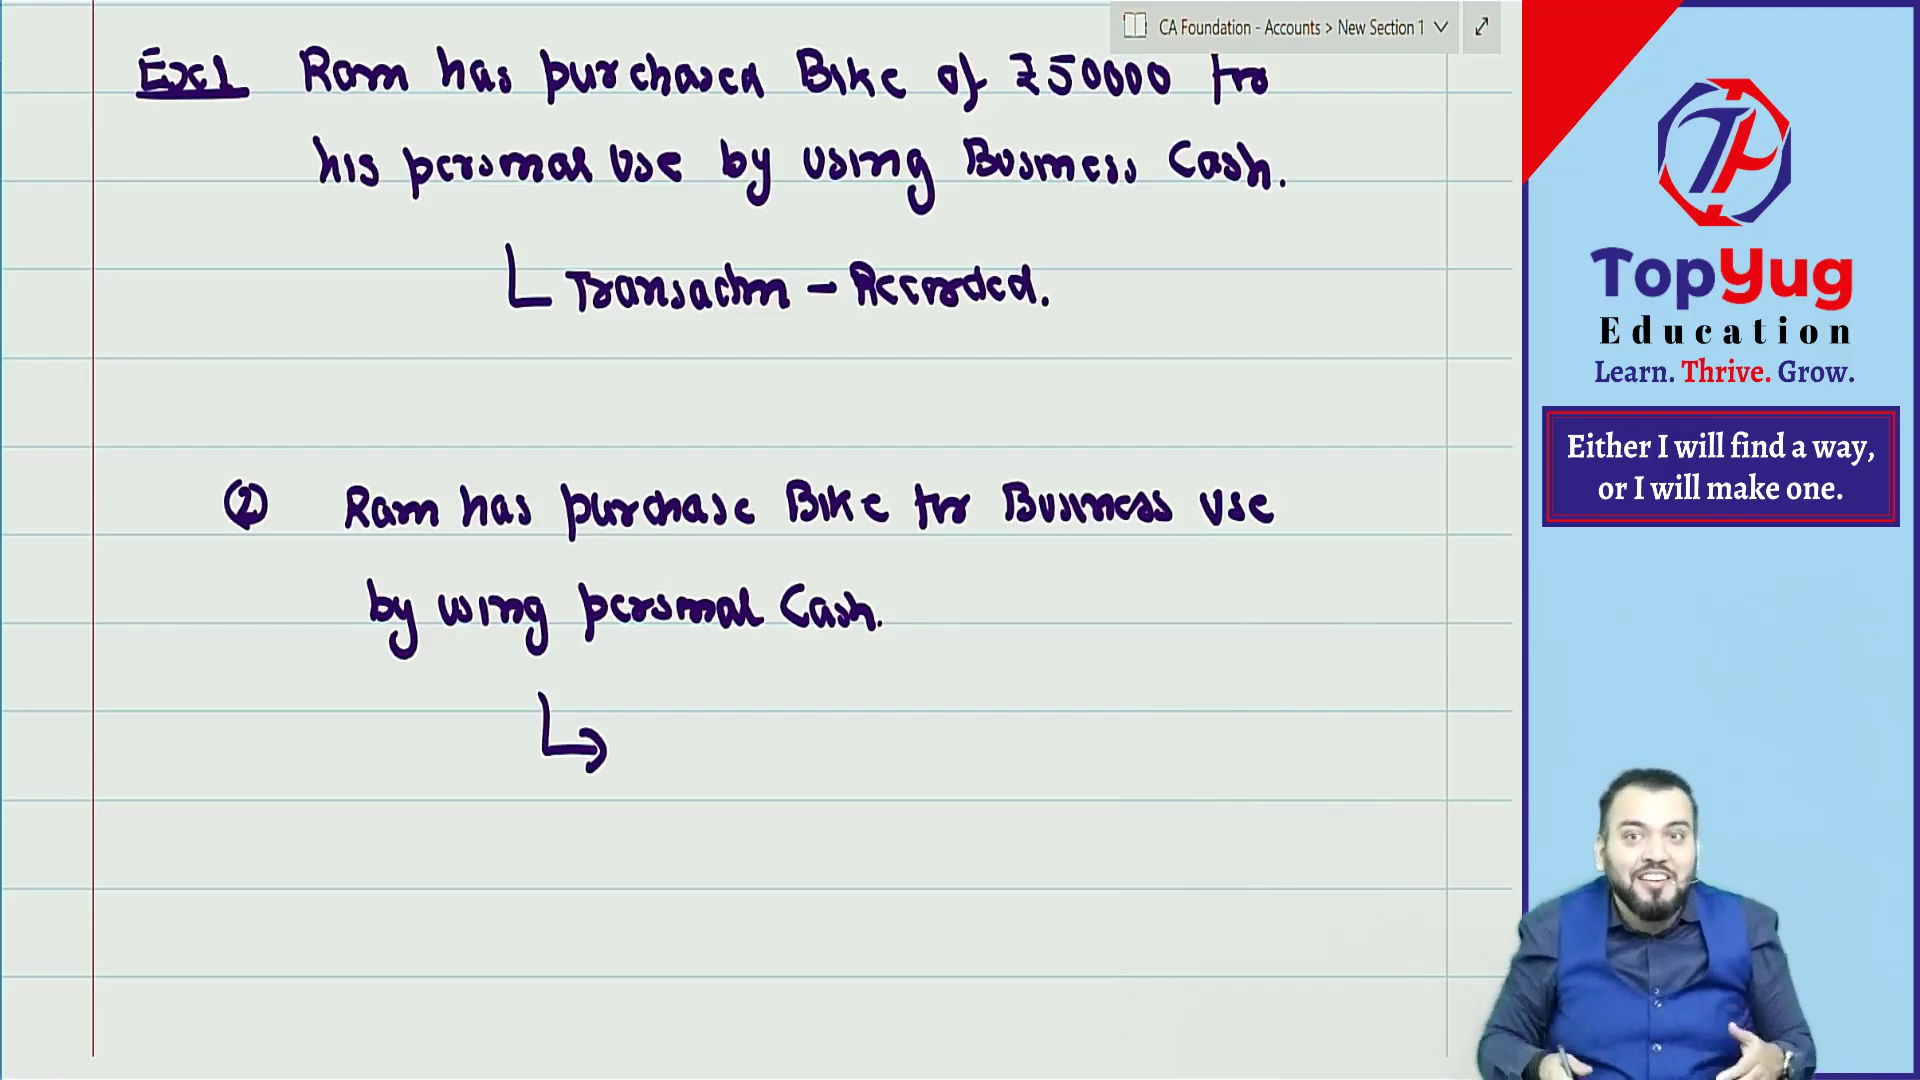 CA Foundation - Accounts > New Section 1
Ex1 Ram has purchased Bike of ₹50000 for
his personal use by using Business Cash.
Transaction - Recorded.
② Ram has purchase Bike for Business use
by using personal Cash.
TopYug
Education
Learn. Thrive. Grow.
Either I will find a way,
or I will make one.